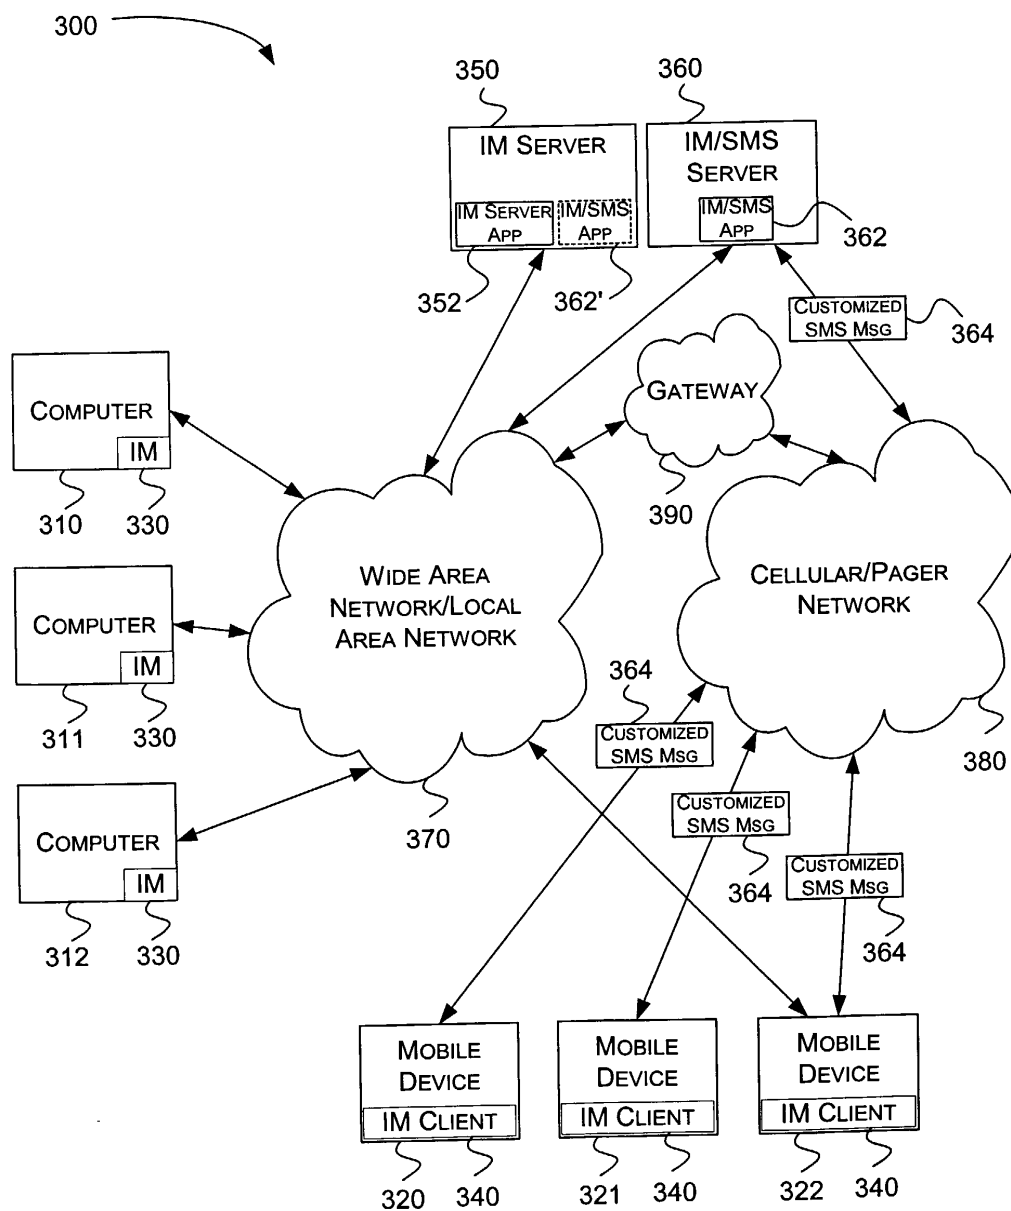 300
350
360
IM SERVER
IM SERVER
APP
IM/SMS
APP
IM/SMS
SERVER
IM/SMS
APP
362
352
362'
CUSTOMIZED
SMS MSG
364
GATEWAY
390
COMPUTER
IM
310
330
COMPUTER
IM
311
330
COMPUTER
IM
312
330
WIDE AREA
NETWORK/LOCAL
AREA NETWORK
370
CELLULAR/PAGER
NETWORK
380
364
CUSTOMIZED
SMS MSG
CUSTOMIZED
SMS MSG
364
CUSTOMIZED
SMS MSG
364
MOBILE
DEVICE
IM CLIENT
320
340
MOBILE
DEVICE
IM CLIENT
321
340
MOBILE
DEVICE
IM CLIENT
322
340